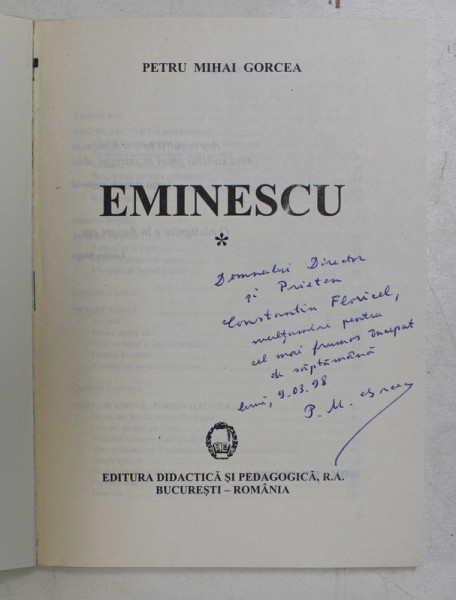 PETRU MIHAI GORCEA
EMINESCU
*
Domnului Director
și Prieten
Constantin Floricel,
mulțumiri pentru
cel mai frumos început
de săptămână
luni, 9.03.98
P. M. Gorcea
EDITURA DIDACTICĂ ȘI PEDAGOGICĂ, R.A.
BUCUREȘTI – ROMÂNIA